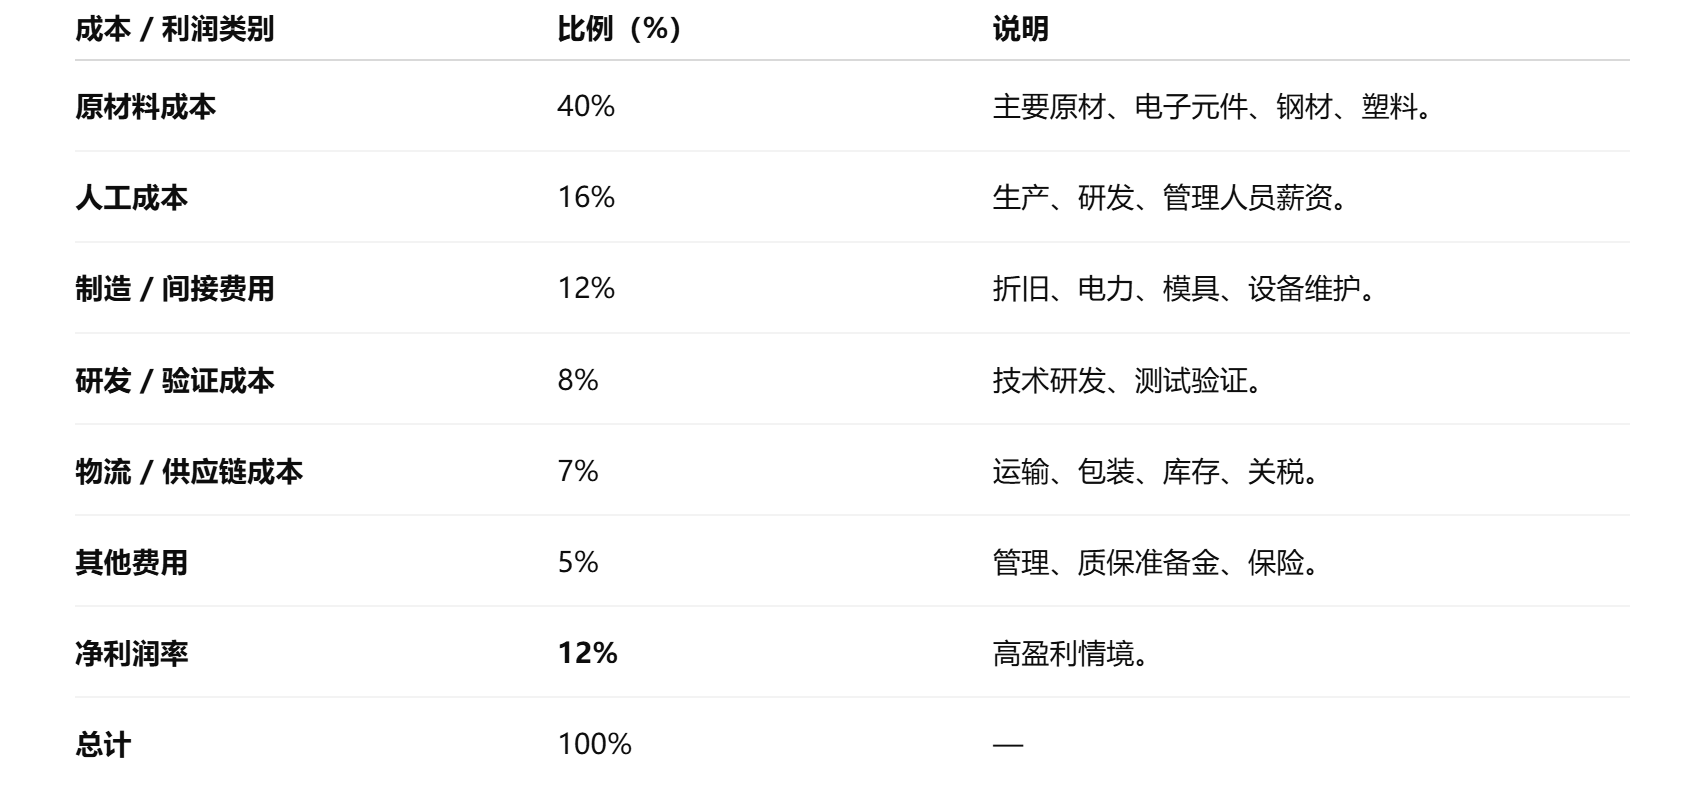 成本 / 利润类别 比例（%） 说明
原材料成本 40% 主要原材、电子元件、钢材、塑料。
人工成本 16% 生产、研发、管理人员薪资。
制造 / 间接费用 12% 折旧、电力、模具、设备维护。
研发 / 验证成本 8% 技术研发、测试验证。
物流 / 供应链成本 7% 运输、包装、库存、关税。
其他费用 5% 管理、质保准备金、保险。
净利润率 12% 高盈利情境。
总计 100% —